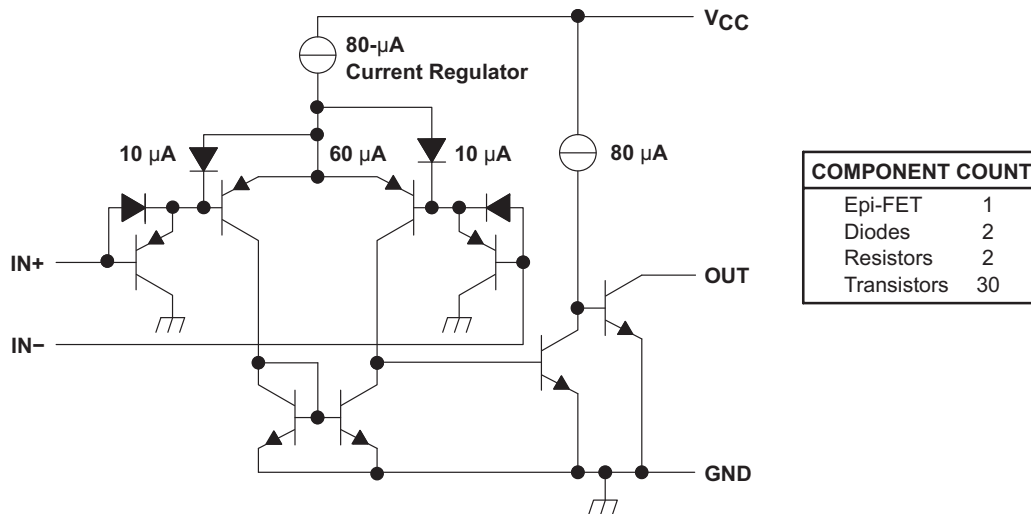 V_CC
80-µA
Current Regulator
10 µA
60 µA
10 µA
80 µA
IN+
IN−
OUT
GND
COMPONENT COUNT
Epi-FET 1
Diodes 2
Resistors 2
Transistors 30